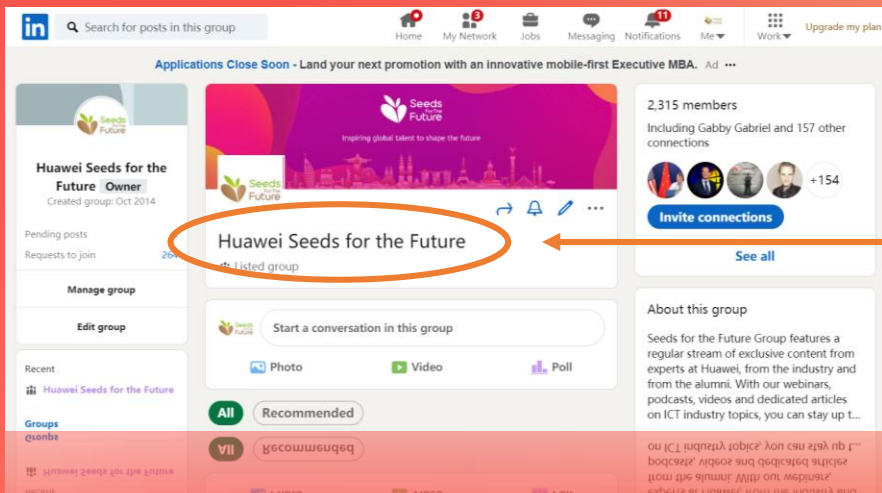 Search for posts in this group
Home
3
My Network
Jobs
Messaging
11
Notifications
Me
Work
Upgrade my plan
Applications Close Soon - Land your next promotion with an innovative mobile-first Executive MBA. Ad •••
Seeds
For The
Future
Huawei Seeds for the
Future Owner
Created group: Oct 2014
Pending posts
Requests to join
264
Manage group
Edit group
Recent
Huawei Seeds for the Future
Groups
Seeds
For The
Future
Inspiring global talent to shape the future
Seeds
For The
Future
Huawei Seeds for the Future
Listed group
Start a conversation in this group
Photo
Video
Poll
All
Recommended
2,315 members
Including Gabby Gabriel and 157 other
connections
+154
Invite connections
See all
About this group
Seeds for the Future Group features a
regular stream of exclusive content from
experts at Huawei, from the industry and
from the alumni. With our webinars,
podcasts, videos and dedicated articles
on ICT industry topics, you can stay up t...